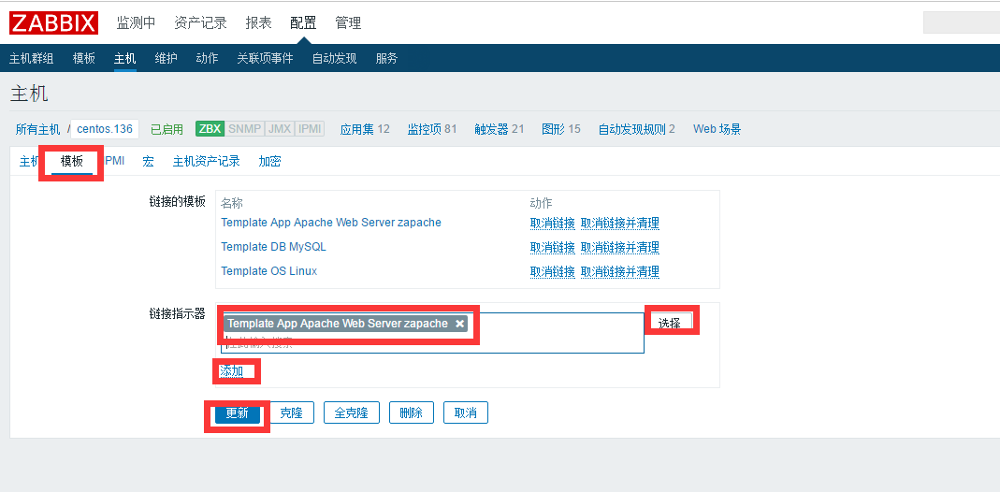 ZABBIX 监测中 资产记录 报表 配置 管理
主机群组 模板 主机 维护 动作 关联项事件 自动发现 服务
主机
所有主机 / centos.136 已启用 ZBX SNMP JMX IPMI 应用集 12 监控项 81 触发器 21 图形 15 自动发现规则 2 Web 场景
主机 模板 PMI 宏 主机资产记录 加密
链接的模板 名称 动作
Template App Apache Web Server zapache 取消链接 取消链接并清理
Template DB MySQL 取消链接 取消链接并清理
Template OS Linux 取消链接 取消链接并清理
链接指示器 Template App Apache Web Server zapache × 选择
在此输入搜索
添加
更新 克隆 全克隆 删除 取消